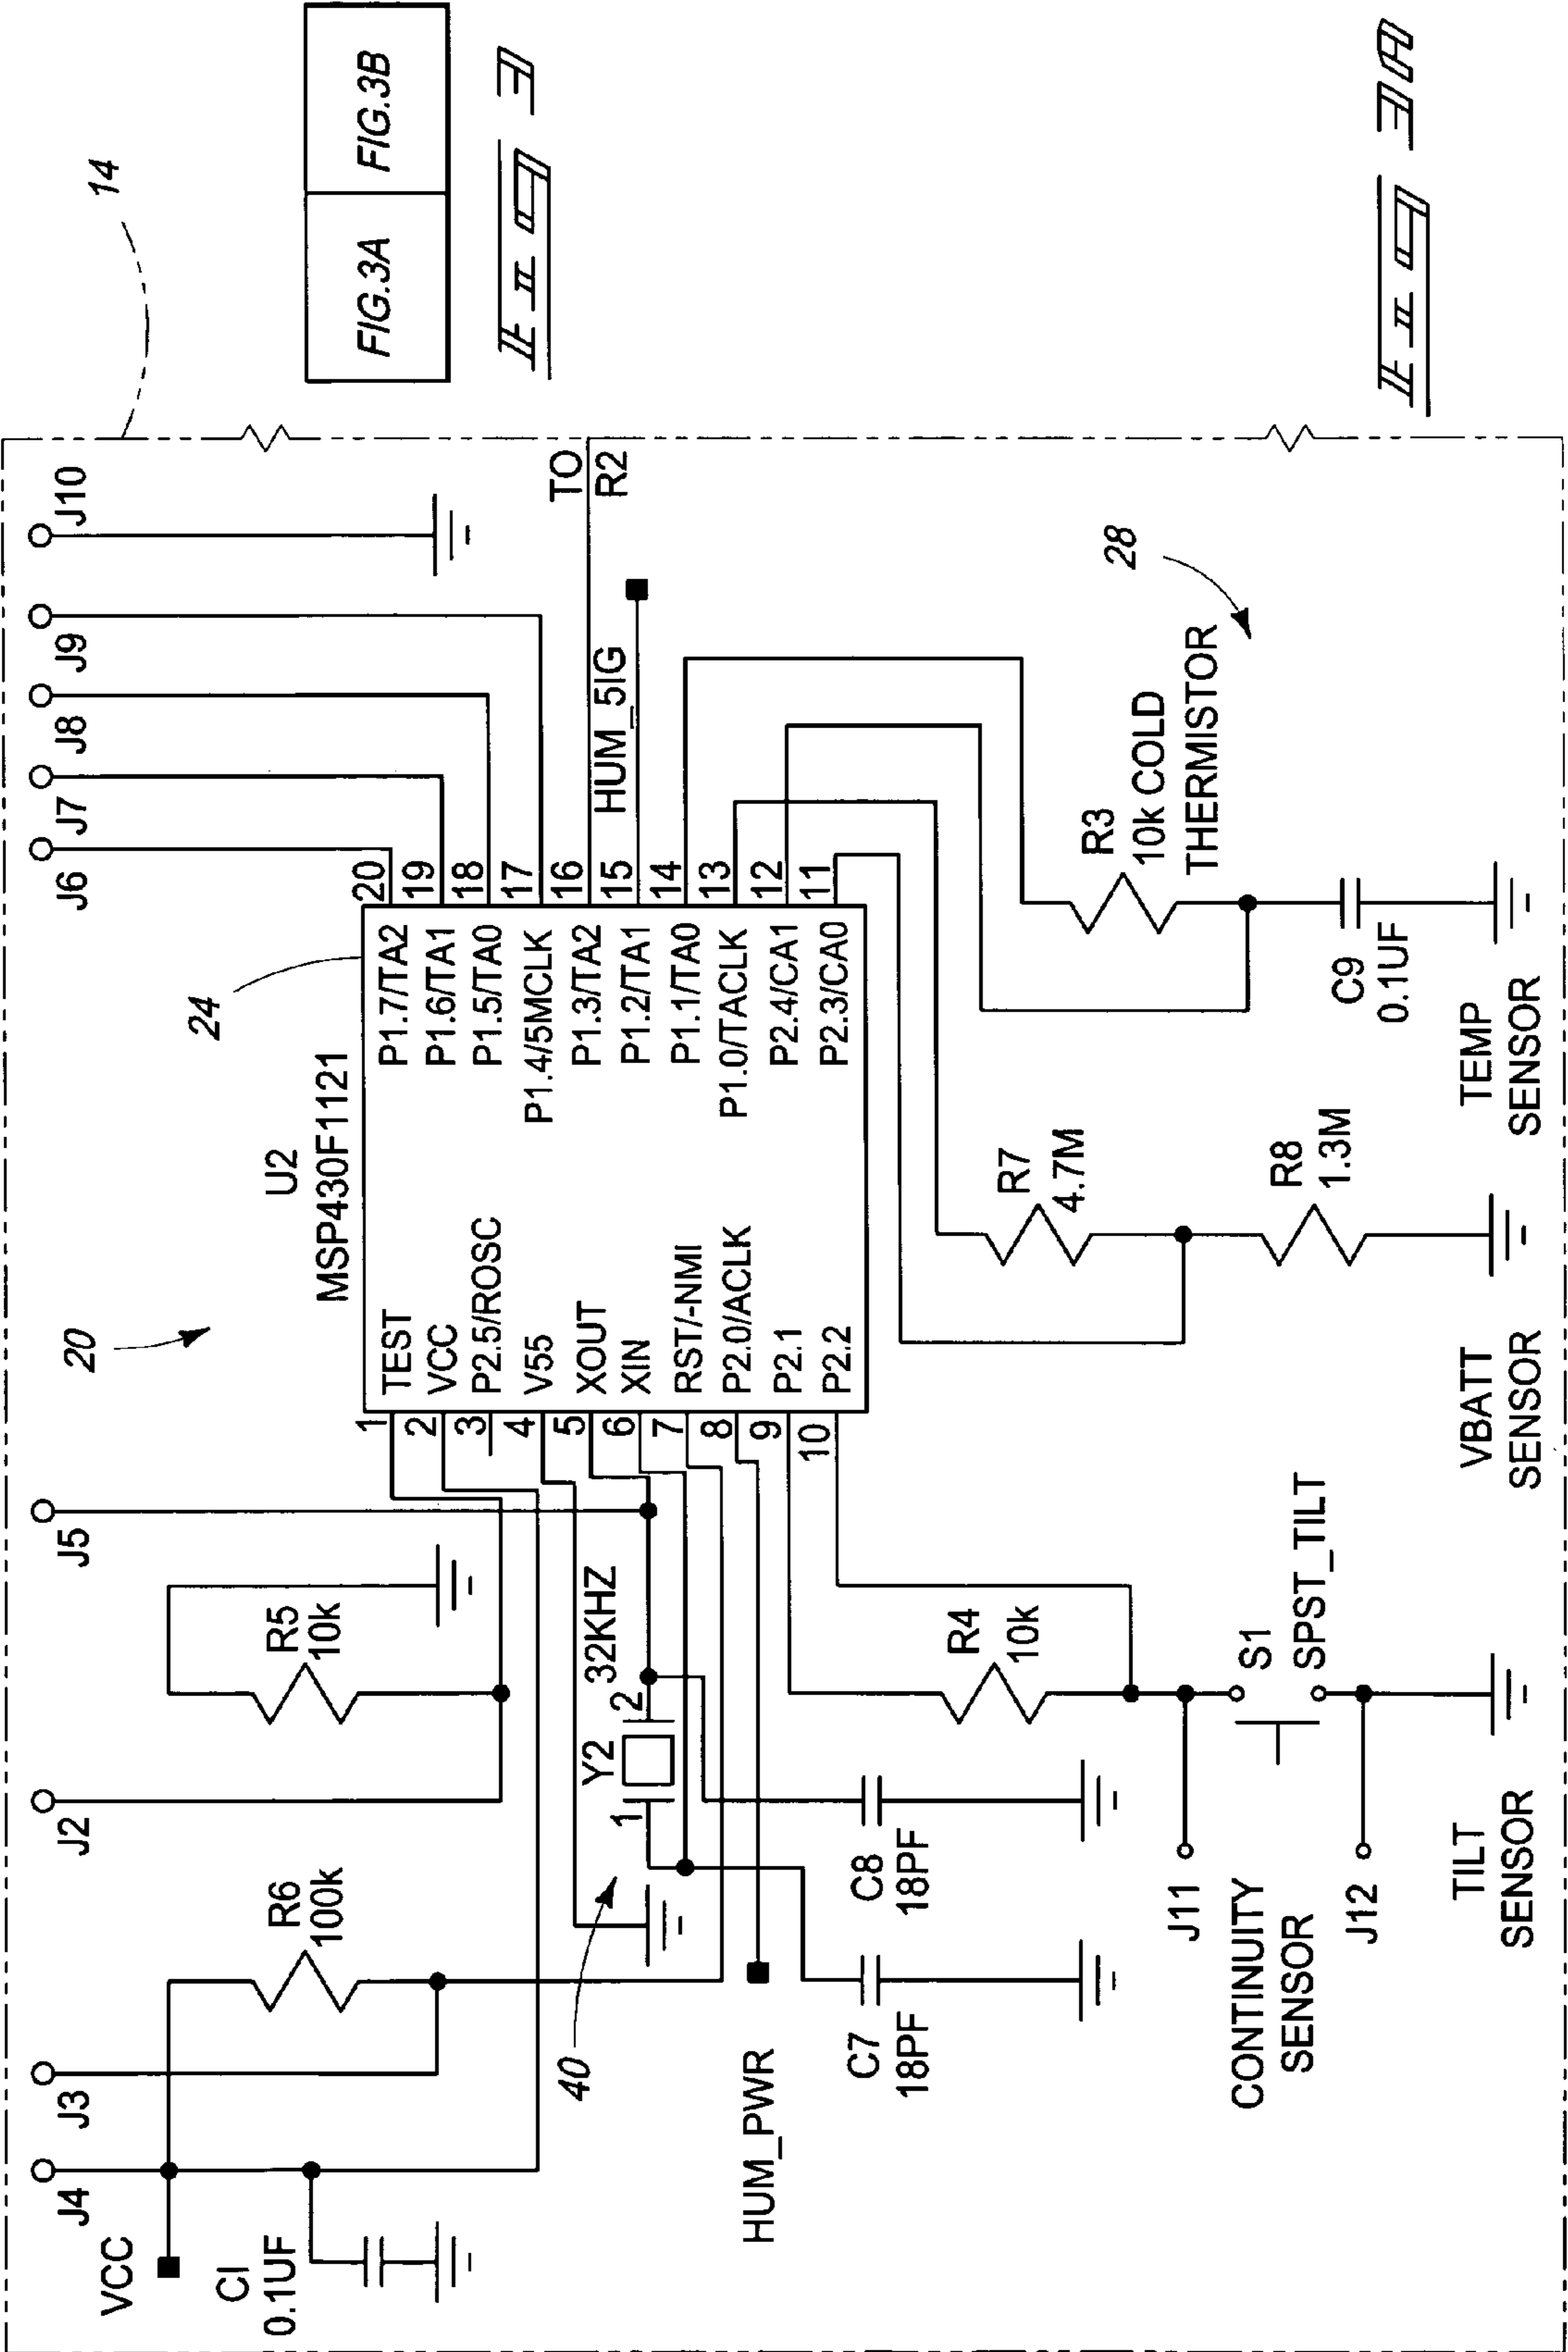 14
FIG.3A
FIG.3B
FIG 3
FIG 3A
J4
J3
J2
J5
J6
J7
J8
J9
J10
VCC
C1
0.1UF
R6
100k
R5
10k
20
24
U2
MSP430F1121
1
2
3
4
5
6
7
8
9
10
TEST
VCC
P2.5/ROSC
V55
XOUT
XIN
RST/-NMI
P2.0/ACLK
P2.1
P2.2
P1.7/TA2
P1.6/TA1
P1.5/TA0
P1.4/5MCLK
P1.3/TA2
P1.2/TA1
P1.1/TA0
P1.0/TACLK
P2.4/CA1
P2.3/CA0
20
19
18
17
16
15
14
13
12
11
TO
R2
HUM_5IG
40
1
Y2
2
32KHZ
HUM_PWR
C7
18PF
C8
18PF
R4
10k
R7
4.7M
R3
10k COLD
THERMISTOR
28
J11
CONTINUITY
SENSOR
J12
S1
SPST_TILT
R8
1.3M
C9
0.1UF
TILT
SENSOR
VBATT
SENSOR
TEMP
SENSOR